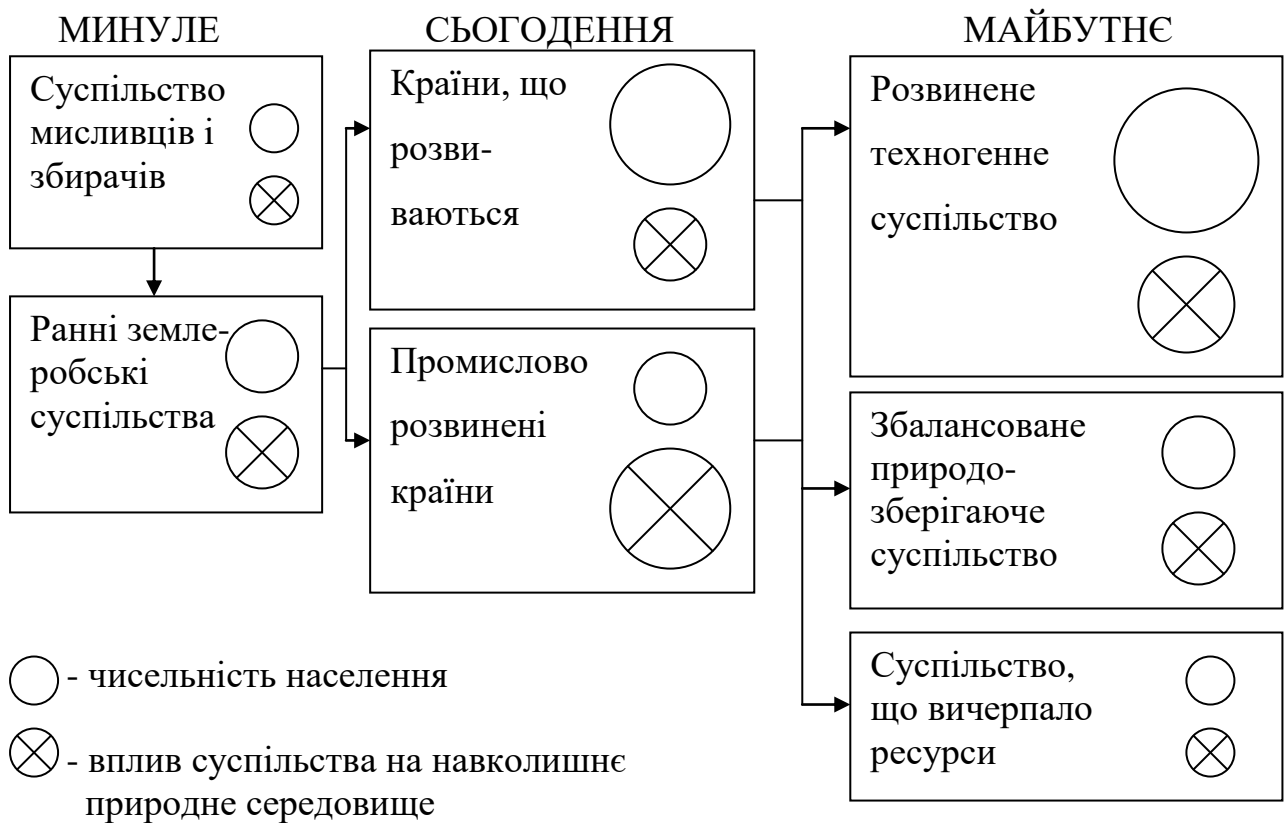 МИНУЛЕ
Суспільство
мисливців і
збирачів
Ранні земле-
робські
суспільства
СЬОГОДЕННЯ
Країни, що
розви-
ваються
Промислово
розвинені
країни
МАЙБУТНЄ
Розвинене
техногенне
суспільство
Збалансоване
природо-
зберігаюче
суспільство
Суспільство,
що вичерпало
ресурси
- чисельність населення
- вплив суспільства на навколишнє
природне середовище